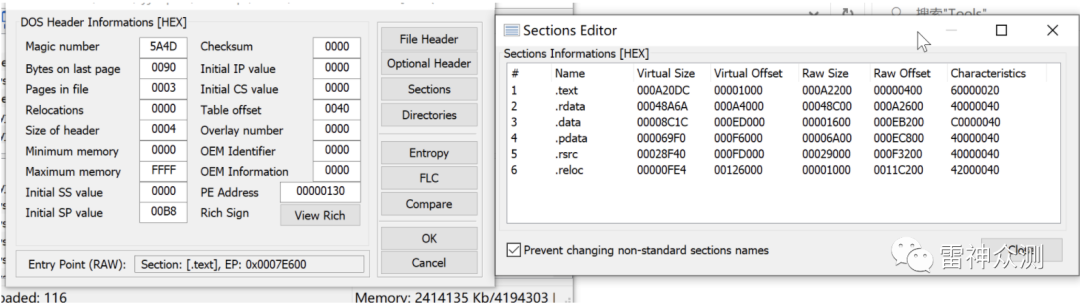 搜索"Tools"
DOS Header Informations [HEX]
Magic number 5A4D Checksum 0000
Bytes on last page 0090 Initial IP value 0000
Pages in file 0003 Initial CS value 0000
Relocations 0000 Table offset 0040
Size of header 0004 Overlay number 0000
Minimum memory 0000 OEM Identifier 0000
Maximum memory FFFF OEM Information 0000
Initial SS value 0000 PE Address 00000130
Initial SP value 00B8 Rich Sign View Rich
Entry Point (RAW): Section: [.text], EP: 0x0007E600
File Header
Optional Header
Sections
Directories
Entropy
FLC
Compare
OK
Cancel
oaded: 116 Memory: 2414135 Kb/4194303
Sections Editor
Sections Informations [HEX]
# Name Virtual Size Virtual Offset Raw Size Raw Offset Characteristics
1 .text 000A20DC 00001000 000A2200 00000400 60000020
2 .rdata 00048A6A 000A4000 00048C00 000A2600 40000040
3 .data 00008C1C 000ED000 00001600 000EB200 C0000040
4 .pdata 000069F0 000F6000 00006A00 000EC800 40000040
5 .rsrc 00028F40 000FD000 00029000 000F3200 40000040
6 .reloc 00000FE4 00126000 00001000 0011C200 42000040
Prevent changing non-standard sections names
雷神众测